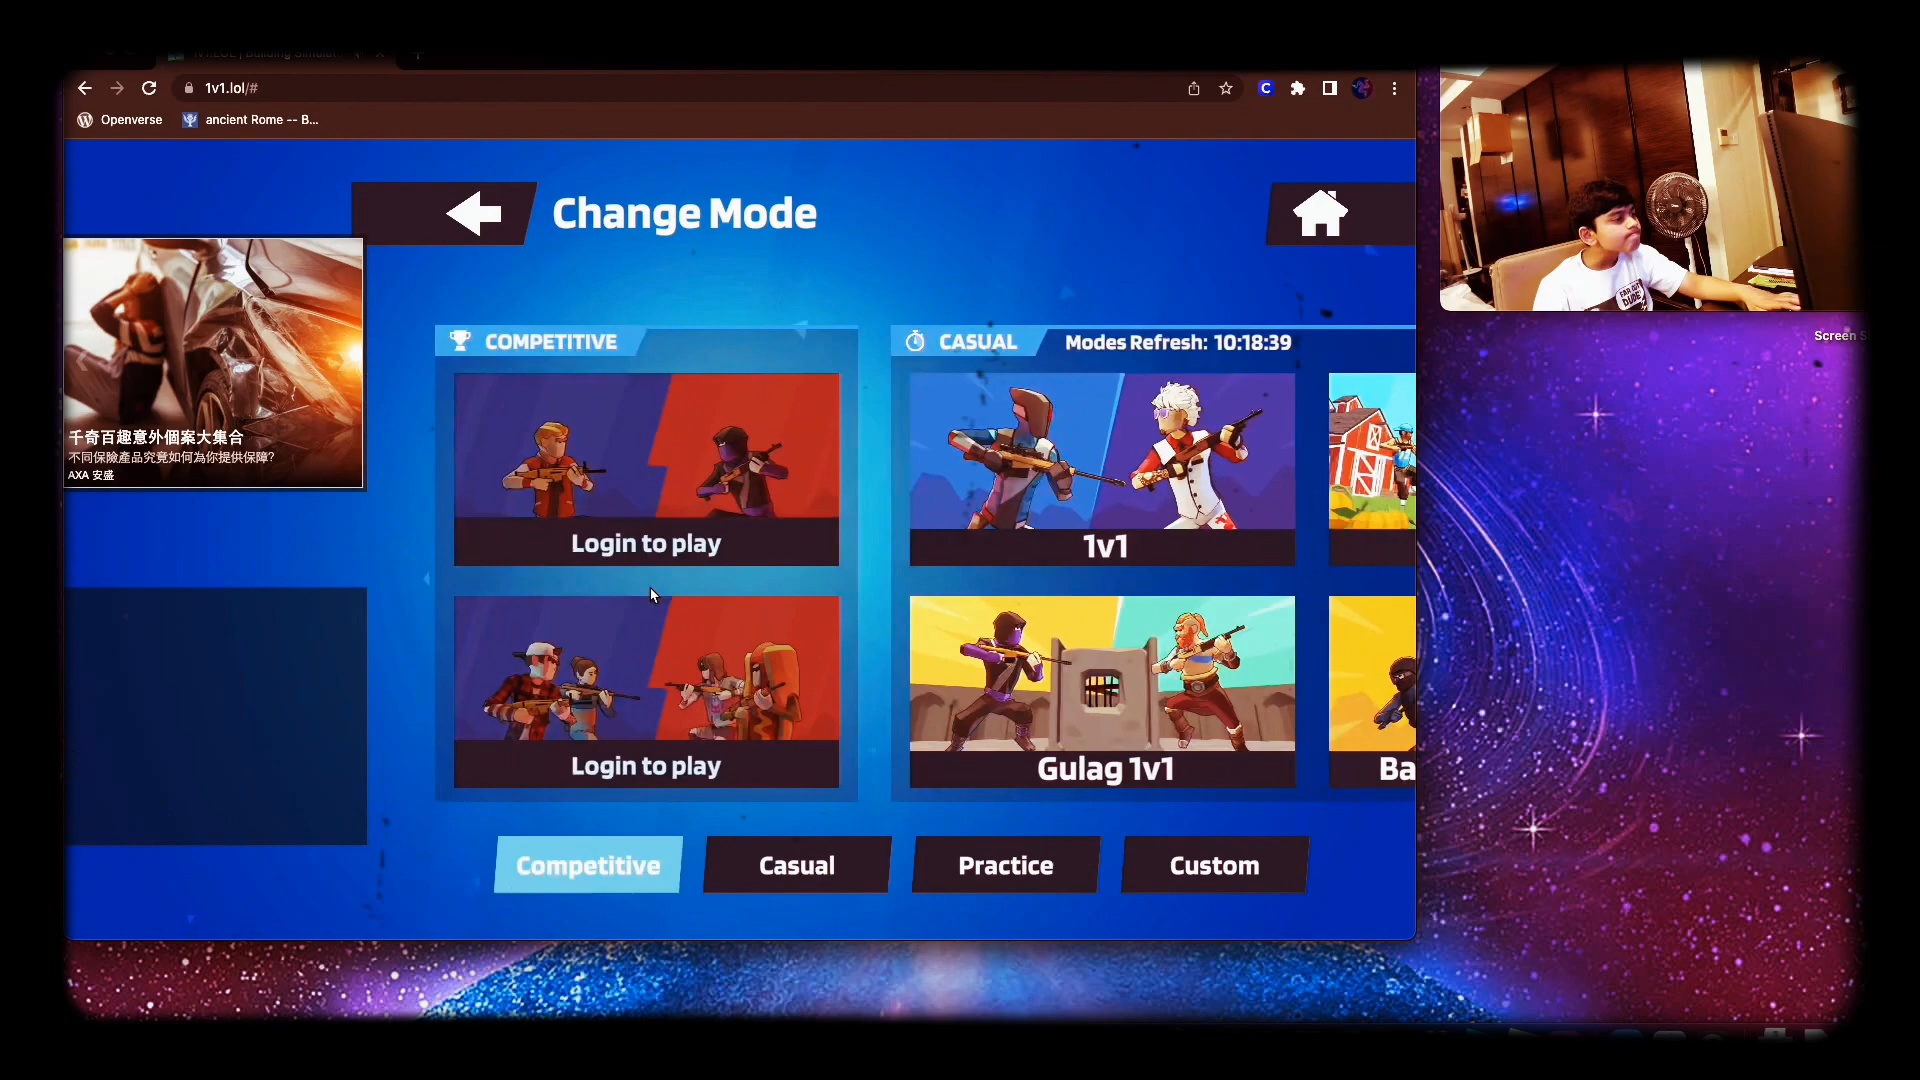 1v1.lol/#
Openverse
ancient Rome -- B...
Change Mode
COMPETITIVE
CASUAL
Modes Refresh: 10:18:39
FAR OUT
DUDE!
Screen S
千奇百趣意外個案大集合
不同保險產品究竟如何為你提供保障?
AXA 安盛
Login to play
1v1
Login to play
Gulag 1v1
Ba
Competitive
Casual
Practice
Custom